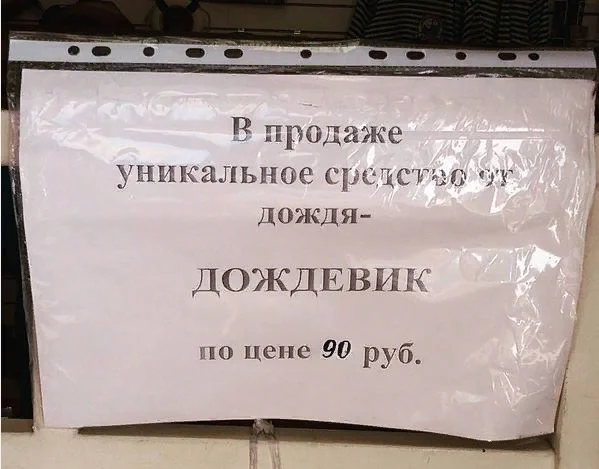 В продаже
уникальное средство от
дождя-
ДОЖДЕВИК
по цене 90 руб.